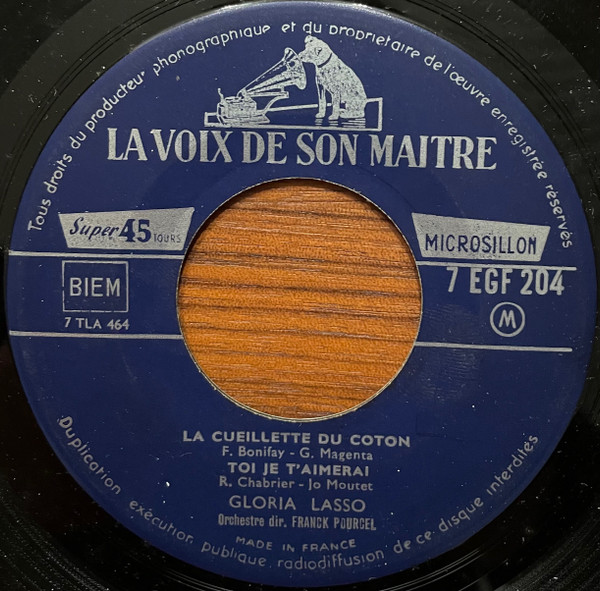 Tous droits du producteur phonographique et du propriétaire de l'œuvre enregistrée réservés
LA VOIX DE SON MAITRE
Super 45 TOURS
MICROSILLON
BIEM
7 EGF 204
7 TLA 464
M
LA CUEILLETTE DU COTON
F. Bonifay - G. Magenta
TOI JE T'AIMERAI
R. Chabrier - Jo Moutet
GLORIA LASSO
Orchestre dir. FRANCK POURCEL
MADE IN FRANCE
Duplication exécution publique, radiodiffusion de ce disque interdites